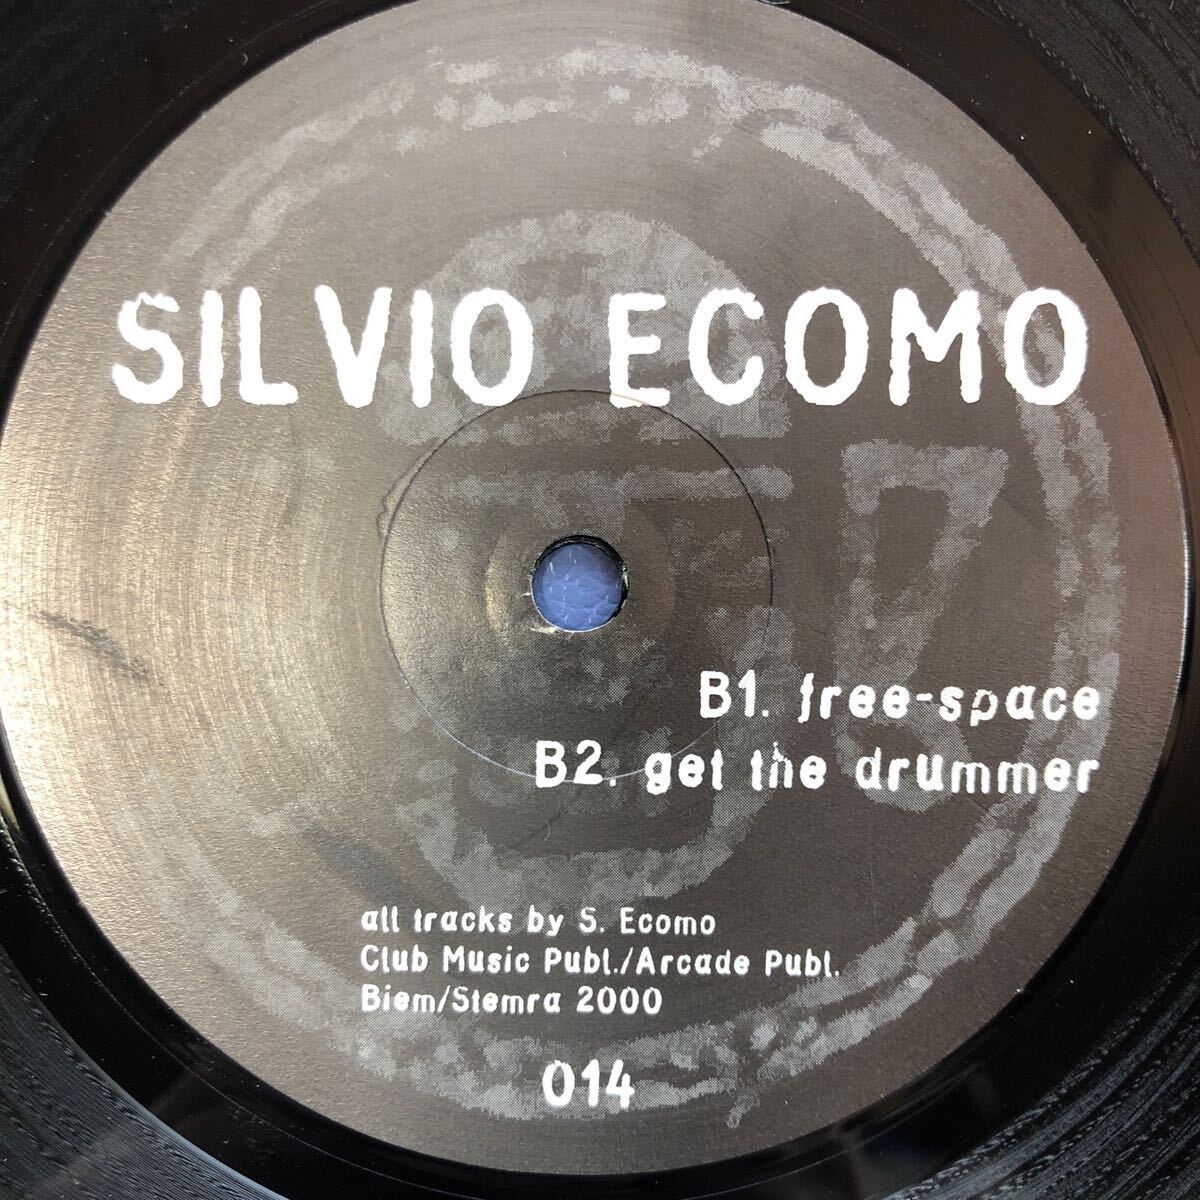 SILVIO ECOMO
B1. free-space
B2. get the drummer
all tracks by S. Ecomo
Club Music Publ./Arcade Publ.
Biem/Stemra 2000
014